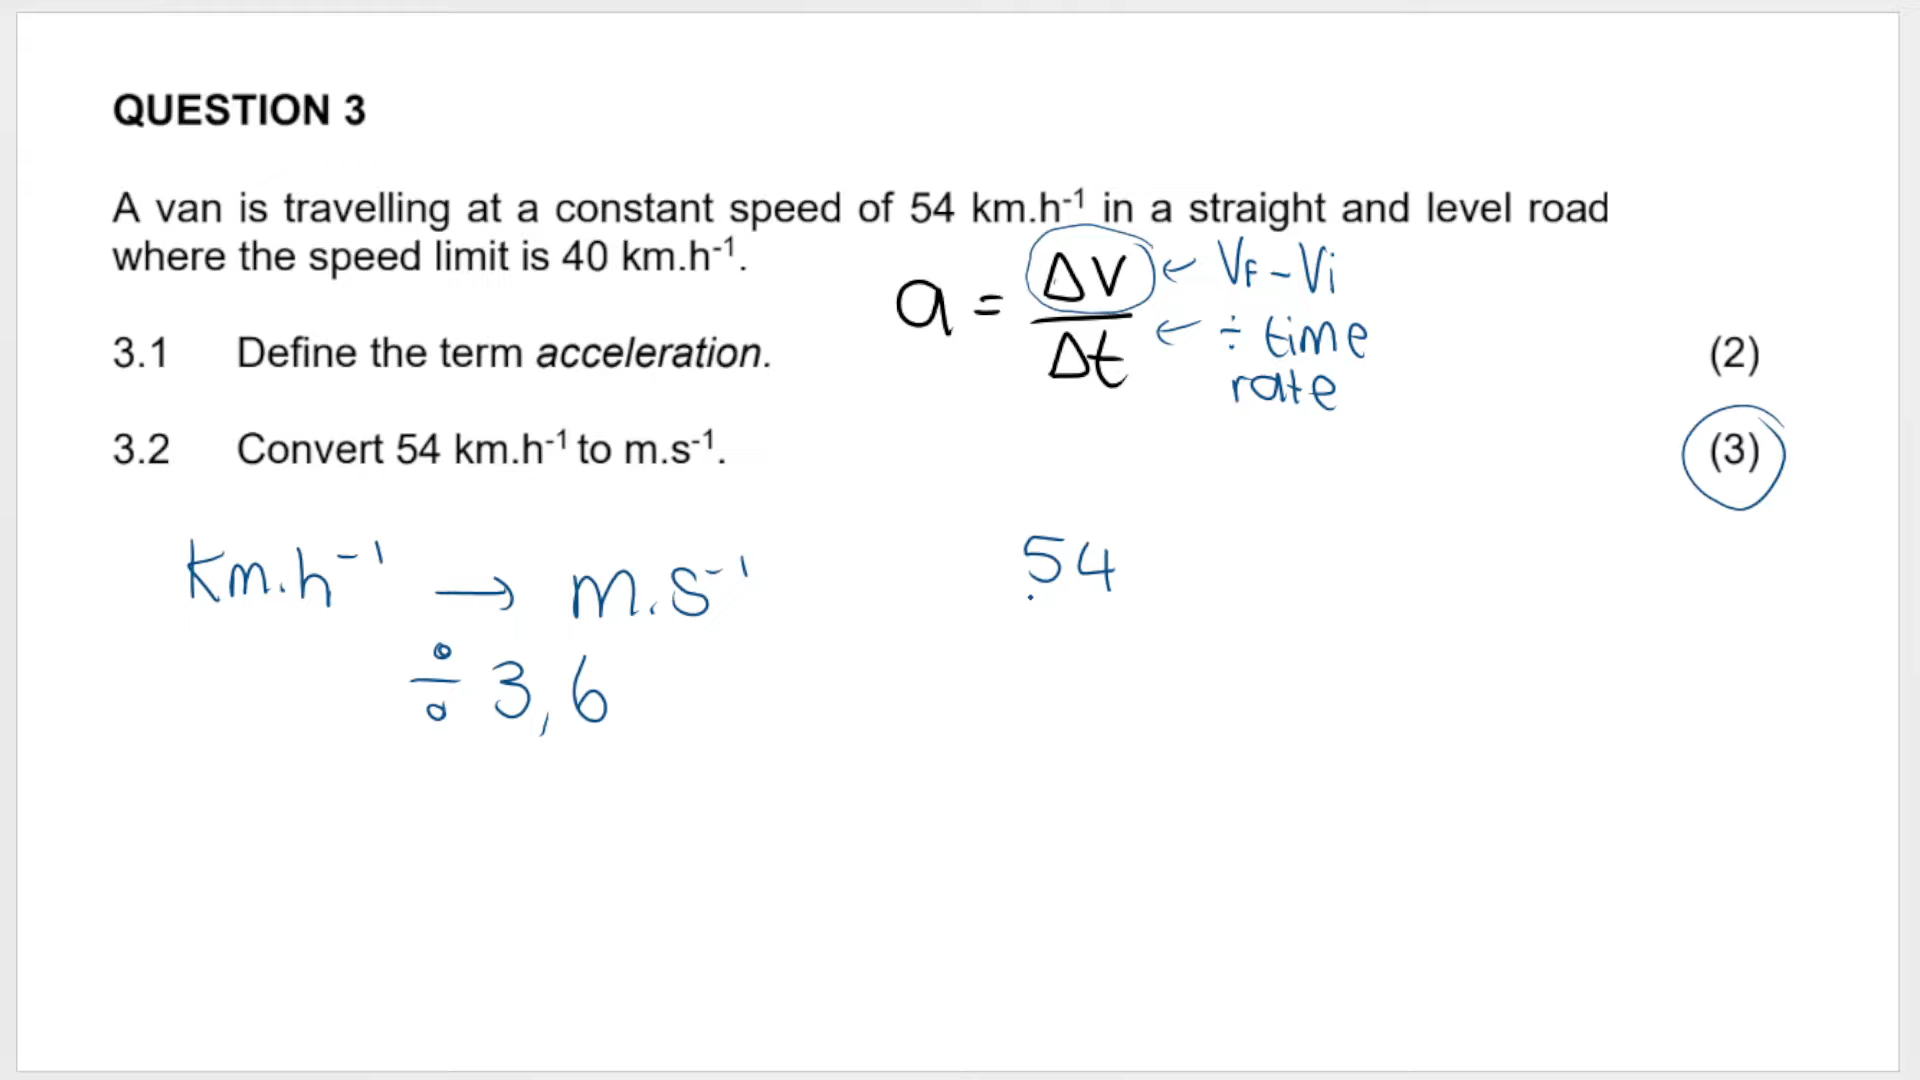 QUESTION 3
A van is travelling at a constant speed of 54 km.h⁻¹ in a straight and level road
where the speed limit is 40 km.h⁻¹.
a = ΔV/Δt ← VF - Vi
← ÷ time
rate
3.1 Define the term acceleration. (2)
3.2 Convert 54 km.h⁻¹ to m.s⁻¹. (3)
Km.h⁻¹ → m.s⁻¹ 54
÷ 3,6